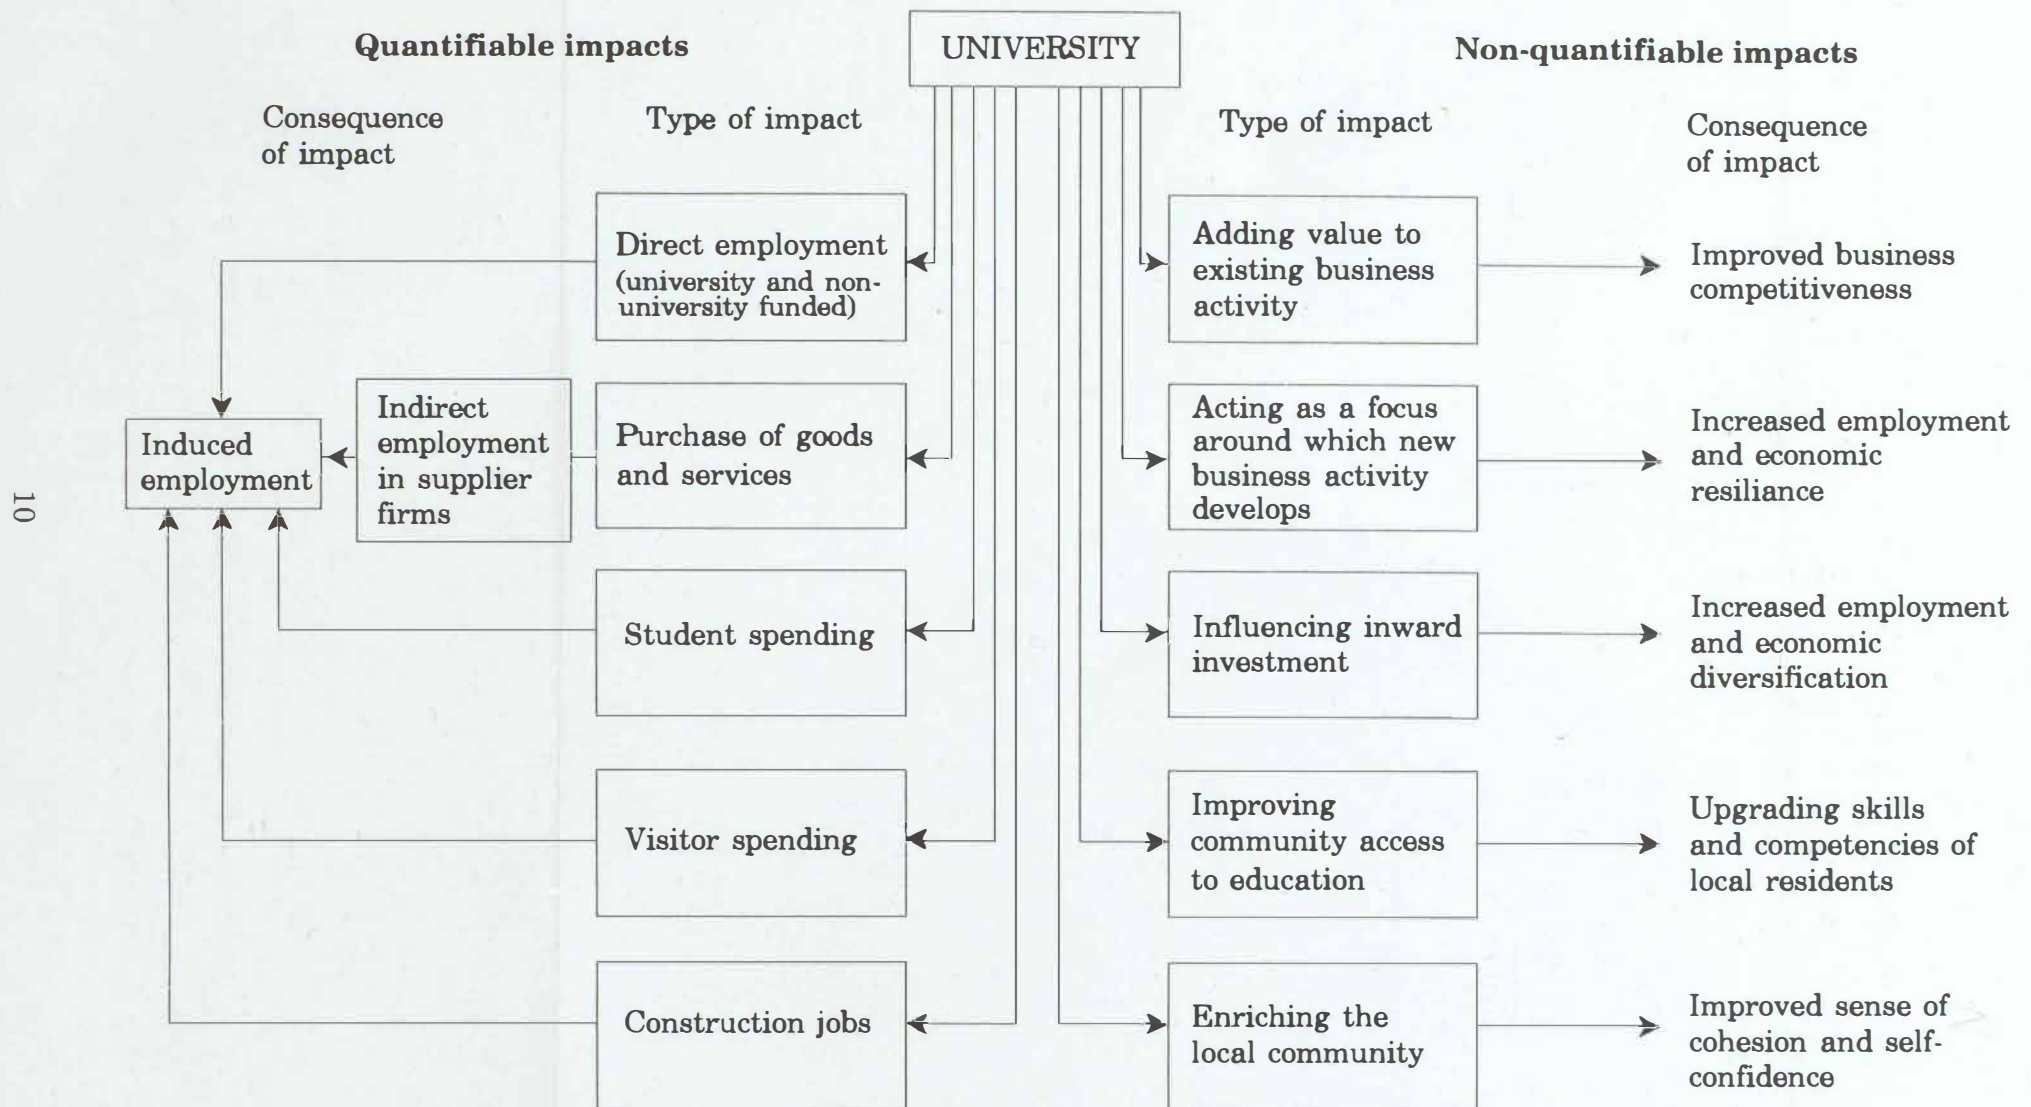 Quantifiable impacts
UNIVERSITY
Non-quantifiable impacts
Consequence
of impact
Type of impact
Type of impact
Consequence
of impact
Direct employment
(university and non-
university funded)
Adding value to
existing business
activity
Improved business
competitiveness
Induced
employment
Indirect
employment
in supplier
firms
Purchase of goods
and services
Acting as a focus
around which new
business activity
develops
Increased employment
and economic
resiliance
Student spending
Influencing inward
investment
Increased employment
and economic
diversification
Visitor spending
Improving
community access
to education
Upgrading skills
and competencies of
local residents
Construction jobs
Enriching the
local community
Improved sense of
cohesion and self-
confidence
10